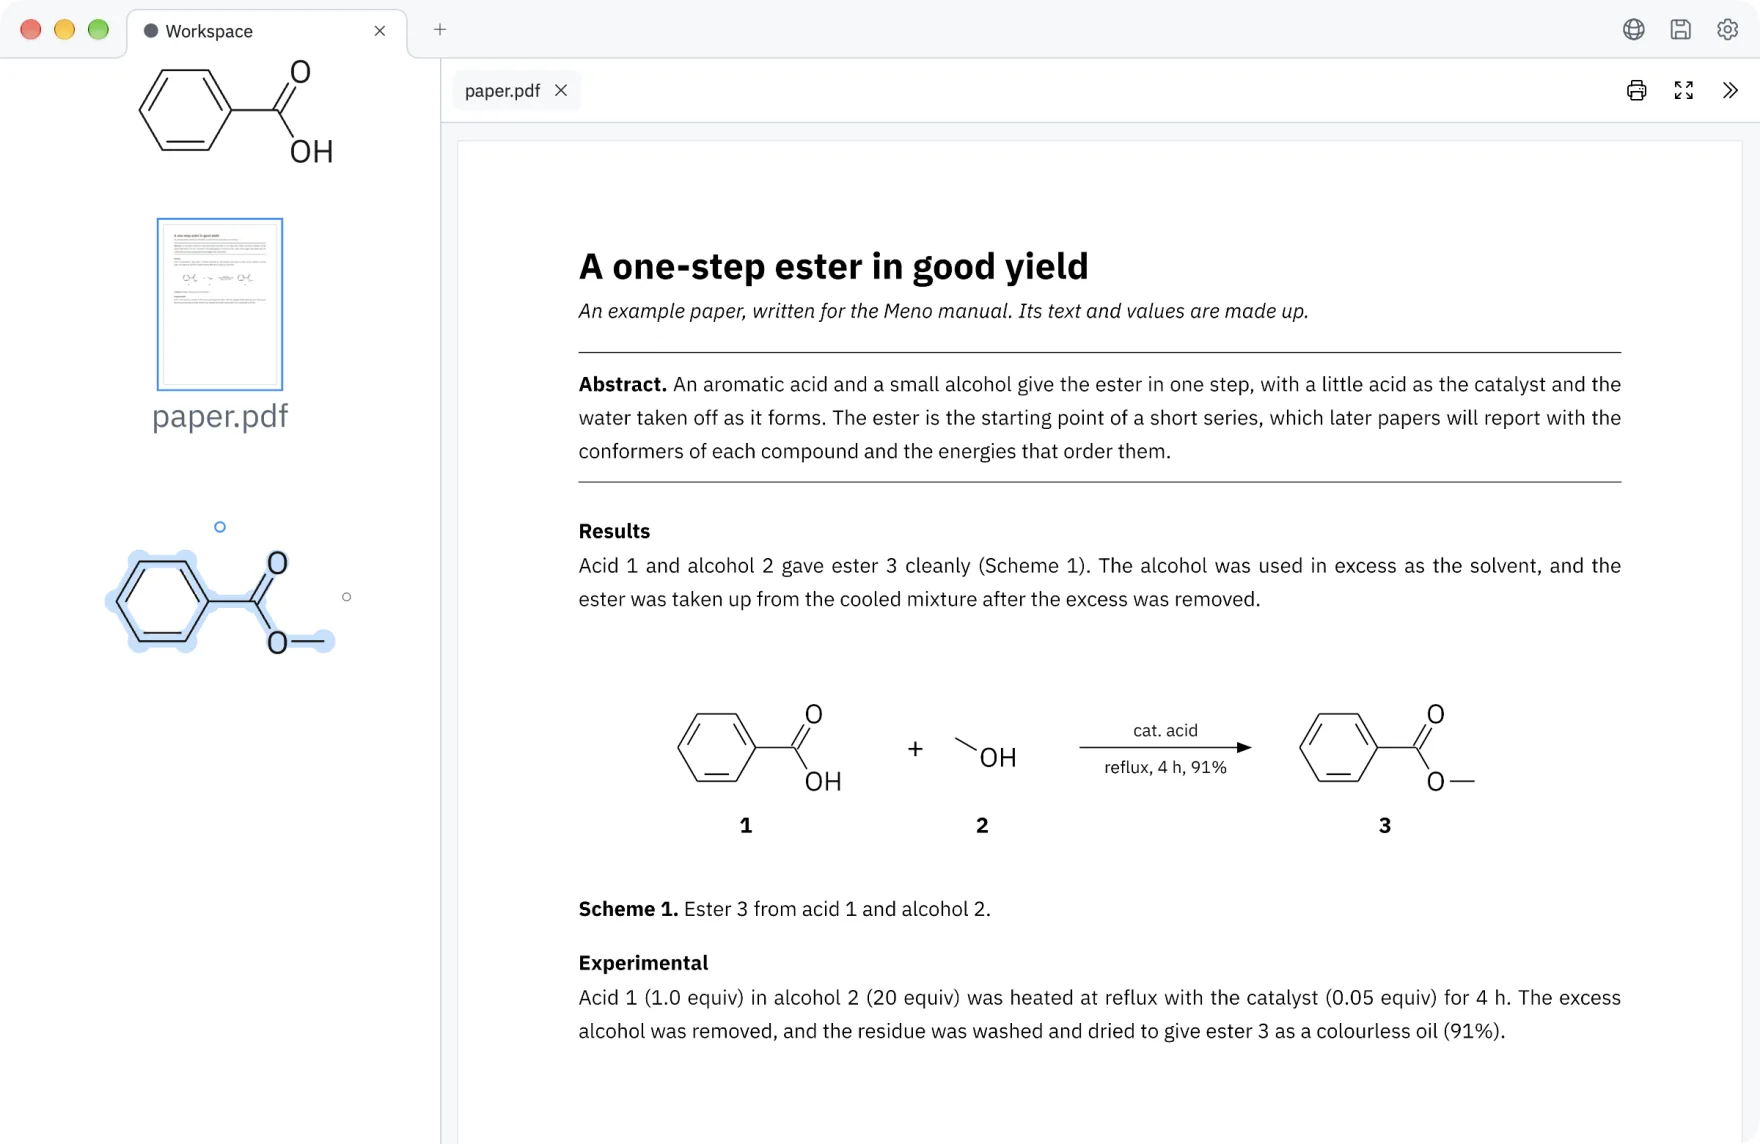 Workspace
O
OH
paper.pdf
O
O
paper.pdf
A one-step ester in good yield
An example paper, written for the Meno manual. Its text and values are made up.
Abstract. An aromatic acid and a small alcohol give the ester in one step, with a little acid as the catalyst and the
water taken off as it forms. The ester is the starting point of a short series, which later papers will report with the
conformers of each compound and the energies that order them.
Results
Acid 1 and alcohol 2 gave ester 3 cleanly (Scheme 1). The alcohol was used in excess as the solvent, and the
ester was taken up from the cooled mixture after the excess was removed.
O
OH
+
OH
cat. acid
reflux, 4 h, 91%
O
O
1
2
3
Scheme 1. Ester 3 from acid 1 and alcohol 2.
Experimental
Acid 1 (1.0 equiv) in alcohol 2 (20 equiv) was heated at reflux with the catalyst (0.05 equiv) for 4 h. The excess
alcohol was removed, and the residue was washed and dried to give ester 3 as a colourless oil (91%).